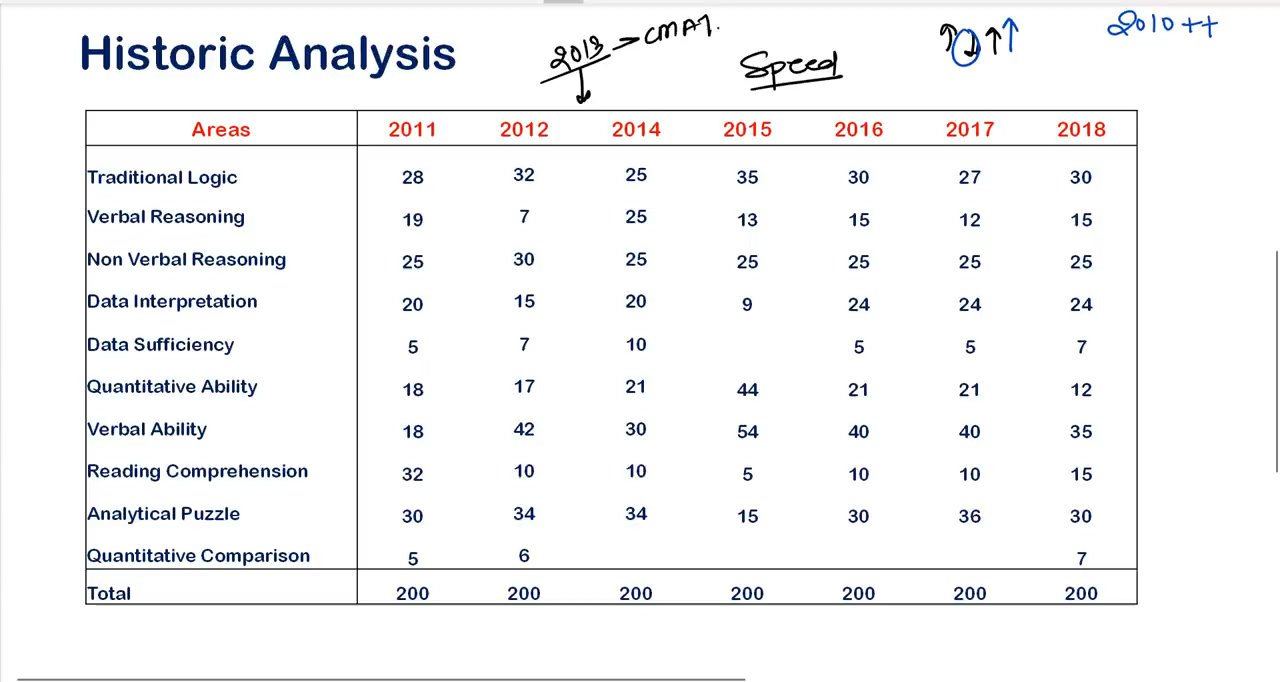 Historic Analysis 2013 → CMAT. Speed 2010++
Areas 2011 2012 2014 2015 2016 2017 2018
Traditional Logic 28 32 25 35 30 27 30
Verbal Reasoning 19 7 25 13 15 12 15
Non Verbal Reasoning 25 30 25 25 25 25 25
Data Interpretation 20 15 20 9 24 24 24
Data Sufficiency 5 7 10 5 5 7
Quantitative Ability 18 17 21 44 21 21 12
Verbal Ability 18 42 30 54 40 40 35
Reading Comprehension 32 10 10 5 10 10 15
Analytical Puzzle 30 34 34 15 30 36 30
Quantitative Comparison 5 6 7
Total 200 200 200 200 200 200 200